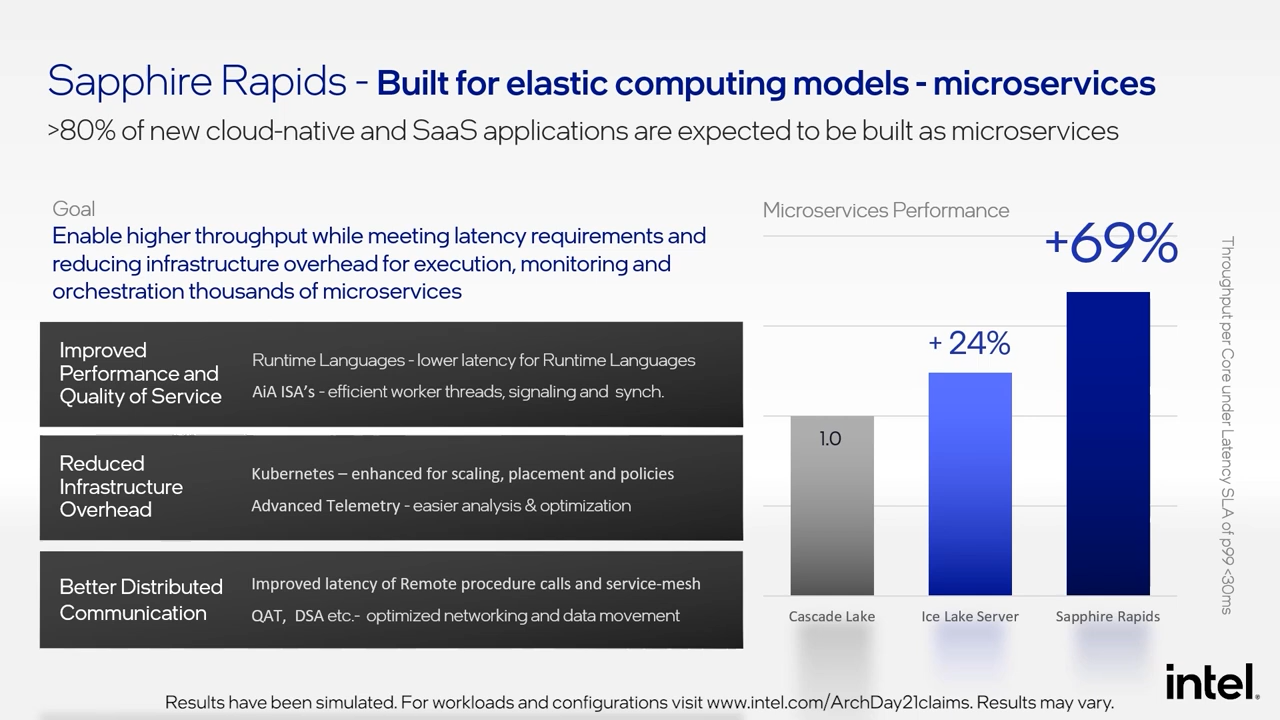 Sapphire Rapids - Built for elastic computing models - microservices
>80% of new cloud-native and SaaS applications are expected to be built as microservices
Goal
Enable higher throughput while meeting latency requirements and
reducing infrastructure overhead for execution, monitoring and
orchestration thousands of microservices
Improved
Performance and
Quality of Service
Runtime Languages - lower latency for Runtime Languages
AiA ISA's - efficient worker threads, signaling and synch.
Reduced
Infrastructure
Overhead
Kubernetes – enhanced for scaling, placement and policies
Advanced Telemetry - easier analysis & optimization
Better Distributed
Communication
Improved latency of Remote procedure calls and service-mesh
QAT, DSA etc.- optimized networking and data movement
Microservices Performance
+69%
+ 24%
1.0
Cascade Lake
Ice Lake Server
Sapphire Rapids
Throughput per Core under Latency SLA of p99 <30ms
intel.
Results have been simulated. For workloads and configurations visit www.intel.com/ArchDay21claims. Results may vary.